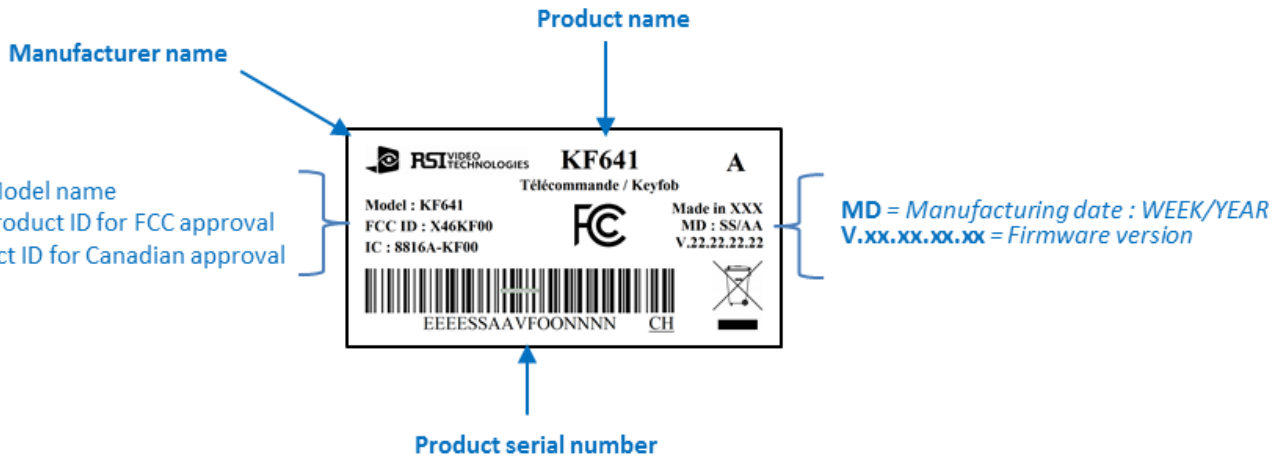 Product name
Manufacturer name
RSI VIDEO TECHNOLOGIES
KF641
A
Télécommande / Keyfob
Model name
Product ID for FCC approval
ct ID for Canadian approval
Model : KF641
FCC ID : X46KF00
IC : 8816A-KF00
FC
Made in XXX
MD : SS/AA
V.22.22.22.22
MD = Manufacturing date : WEEK/YEAR
V.xx.xx.xx.xx = Firmware version
EEEESSAAVFOONNNN
CH
Product serial number